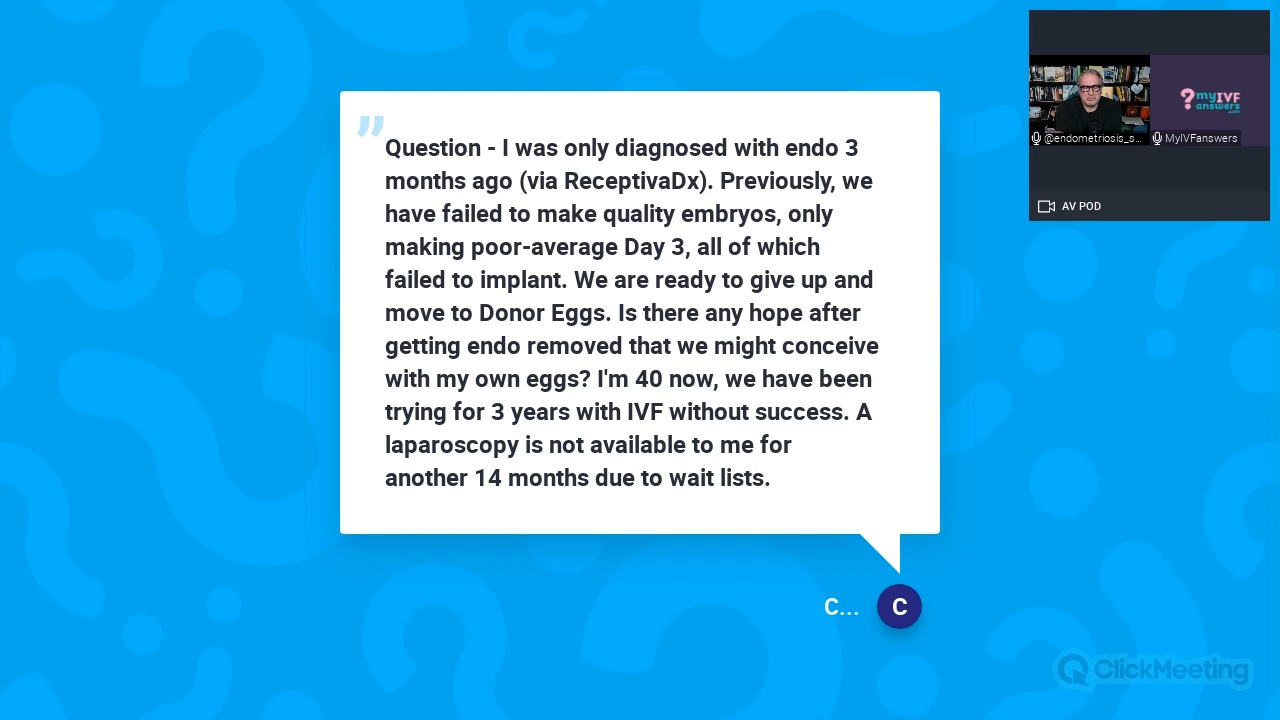 Question - I was only diagnosed with endo 3
months ago (via ReceptivaDx). Previously, we
have failed to make quality embryos, only
making poor-average Day 3, all of which
failed to implant. We are ready to give up and
move to Donor Eggs. Is there any hope after
getting endo removed that we might conceive
with my own eggs? I'm 40 now, we have been
trying for 3 years with IVF without success. A
laparoscopy is not available to me for
another 14 months due to wait lists.
C...
C
?myIVF
answers
.com
@endometriosis_s...
MyIVFanswers
AV POD
ClickMeeting